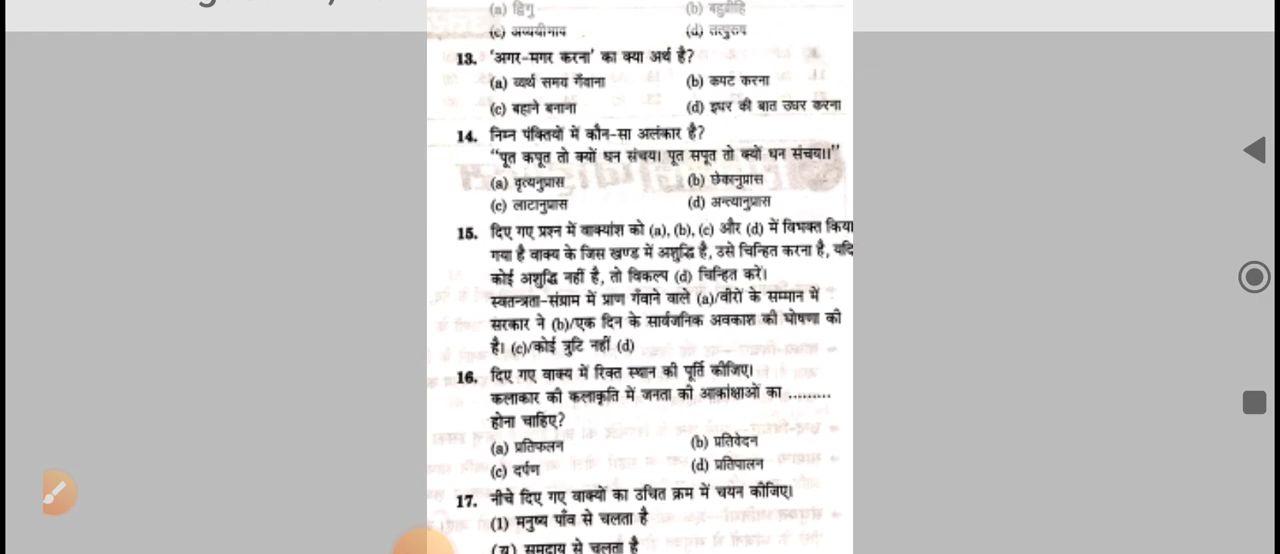 (a) द्विगु (b) बहुव्रीहि
(c) अव्ययीभाव (d) तत्पुरुष
13. 'अगर-मगर करना' का क्या अर्थ है?
(a) व्यर्थ समय गँवाना (b) कपट करना
(c) बहाने बनाना (d) इधर की बात उधर करना
14. निम्न पंक्तियों में कौन-सा अलंकार है?
“पूत कपूत तो क्यों धन संचय। पूत सपूत तो क्यों धन संचय।।”
(a) वृत्यनुप्रास (b) छेकानुप्रास
(c) लाटानुप्रास (d) अन्त्यानुप्रास
15. दिए गए प्रश्न में वाक्यांश को (a), (b), (c) और (d) में विभक्त किया
गया है वाक्य के जिस खण्ड में अशुद्धि है, उसे चिन्हित करना है, यदि
कोई अशुद्धि नहीं है, तो विकल्प (d) चिन्हित करें।
स्वतन्त्रता-संग्राम में प्राण गँवाने वाले (a)/वीरों के सम्मान में
सरकार ने (b)/एक दिन के सार्वजनिक अवकाश की घोषणा की
है। (c)/कोई त्रुटि नहीं (d)
16. दिए गए वाक्य में रिक्त स्थान की पूर्ति कीजिए।
कलाकार की कलाकृति में जनता की आकांक्षाओं का .........
होना चाहिए?
(a) प्रतिफलन (b) प्रतिवेदन
(c) दर्पण (d) प्रतिपालन
17. नीचे दिए गए वाक्यों का उचित क्रम में चयन कीजिए।
(1) मनुष्य पाँव से चलता है
(य) समुदाय से चलता है